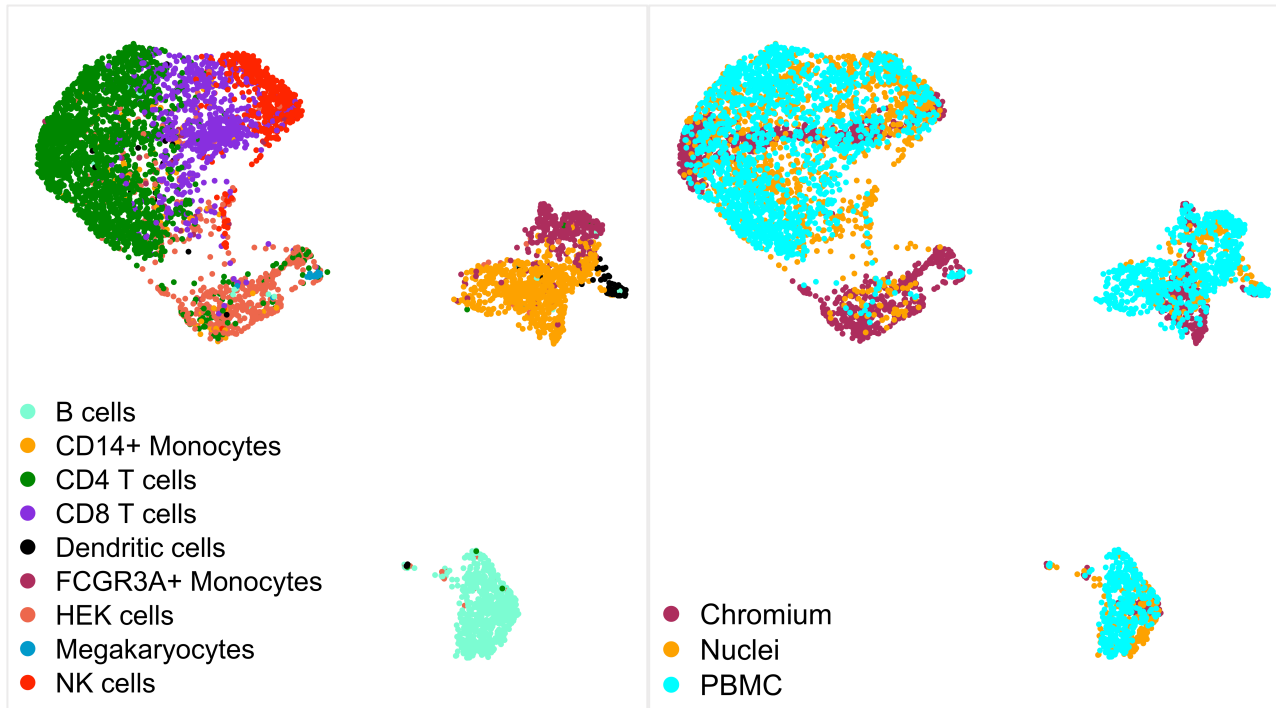 B cells
CD14+ Monocytes
CD4 T cells
CD8 T cells
Dendritic cells
FCGR3A+ Monocytes
HEK cells
Megakaryocytes
NK cells
Chromium
Nuclei
PBMC